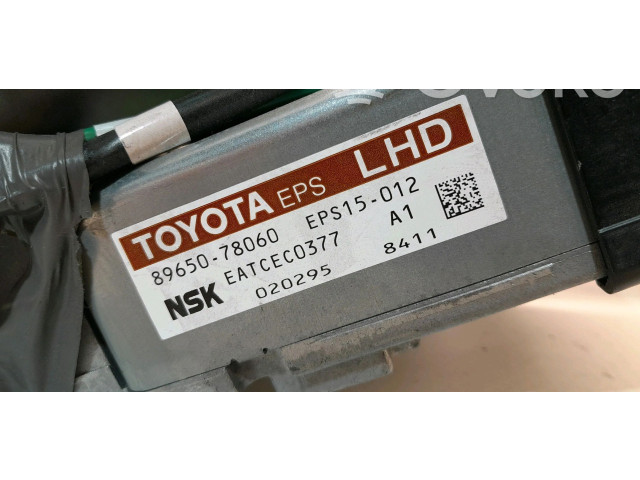 TOYOTA EPS LHD
89650-78060 EPS15-012
EATCEC0377 A1
NSK 020295 8411